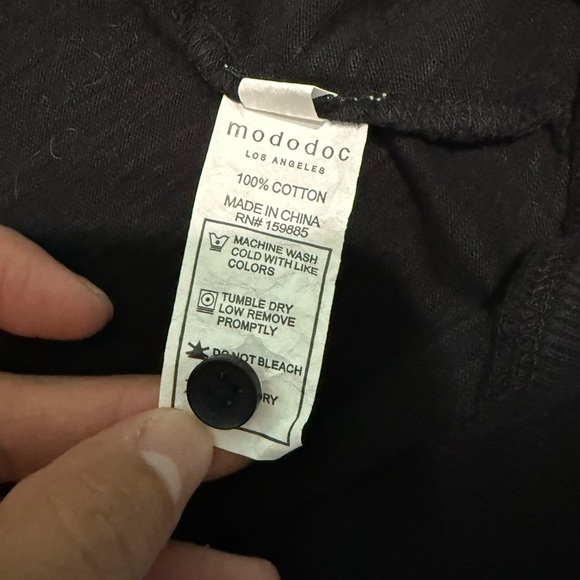 mododoc
LOS ANGELES
100% COTTON
MADE IN CHINA
RN# 159885
MACHINE WASH
COLD WITH LIKE
COLORS
TUMBLE DRY
LOW REMOVE
PROMPTLY
DO NOT BLEACH